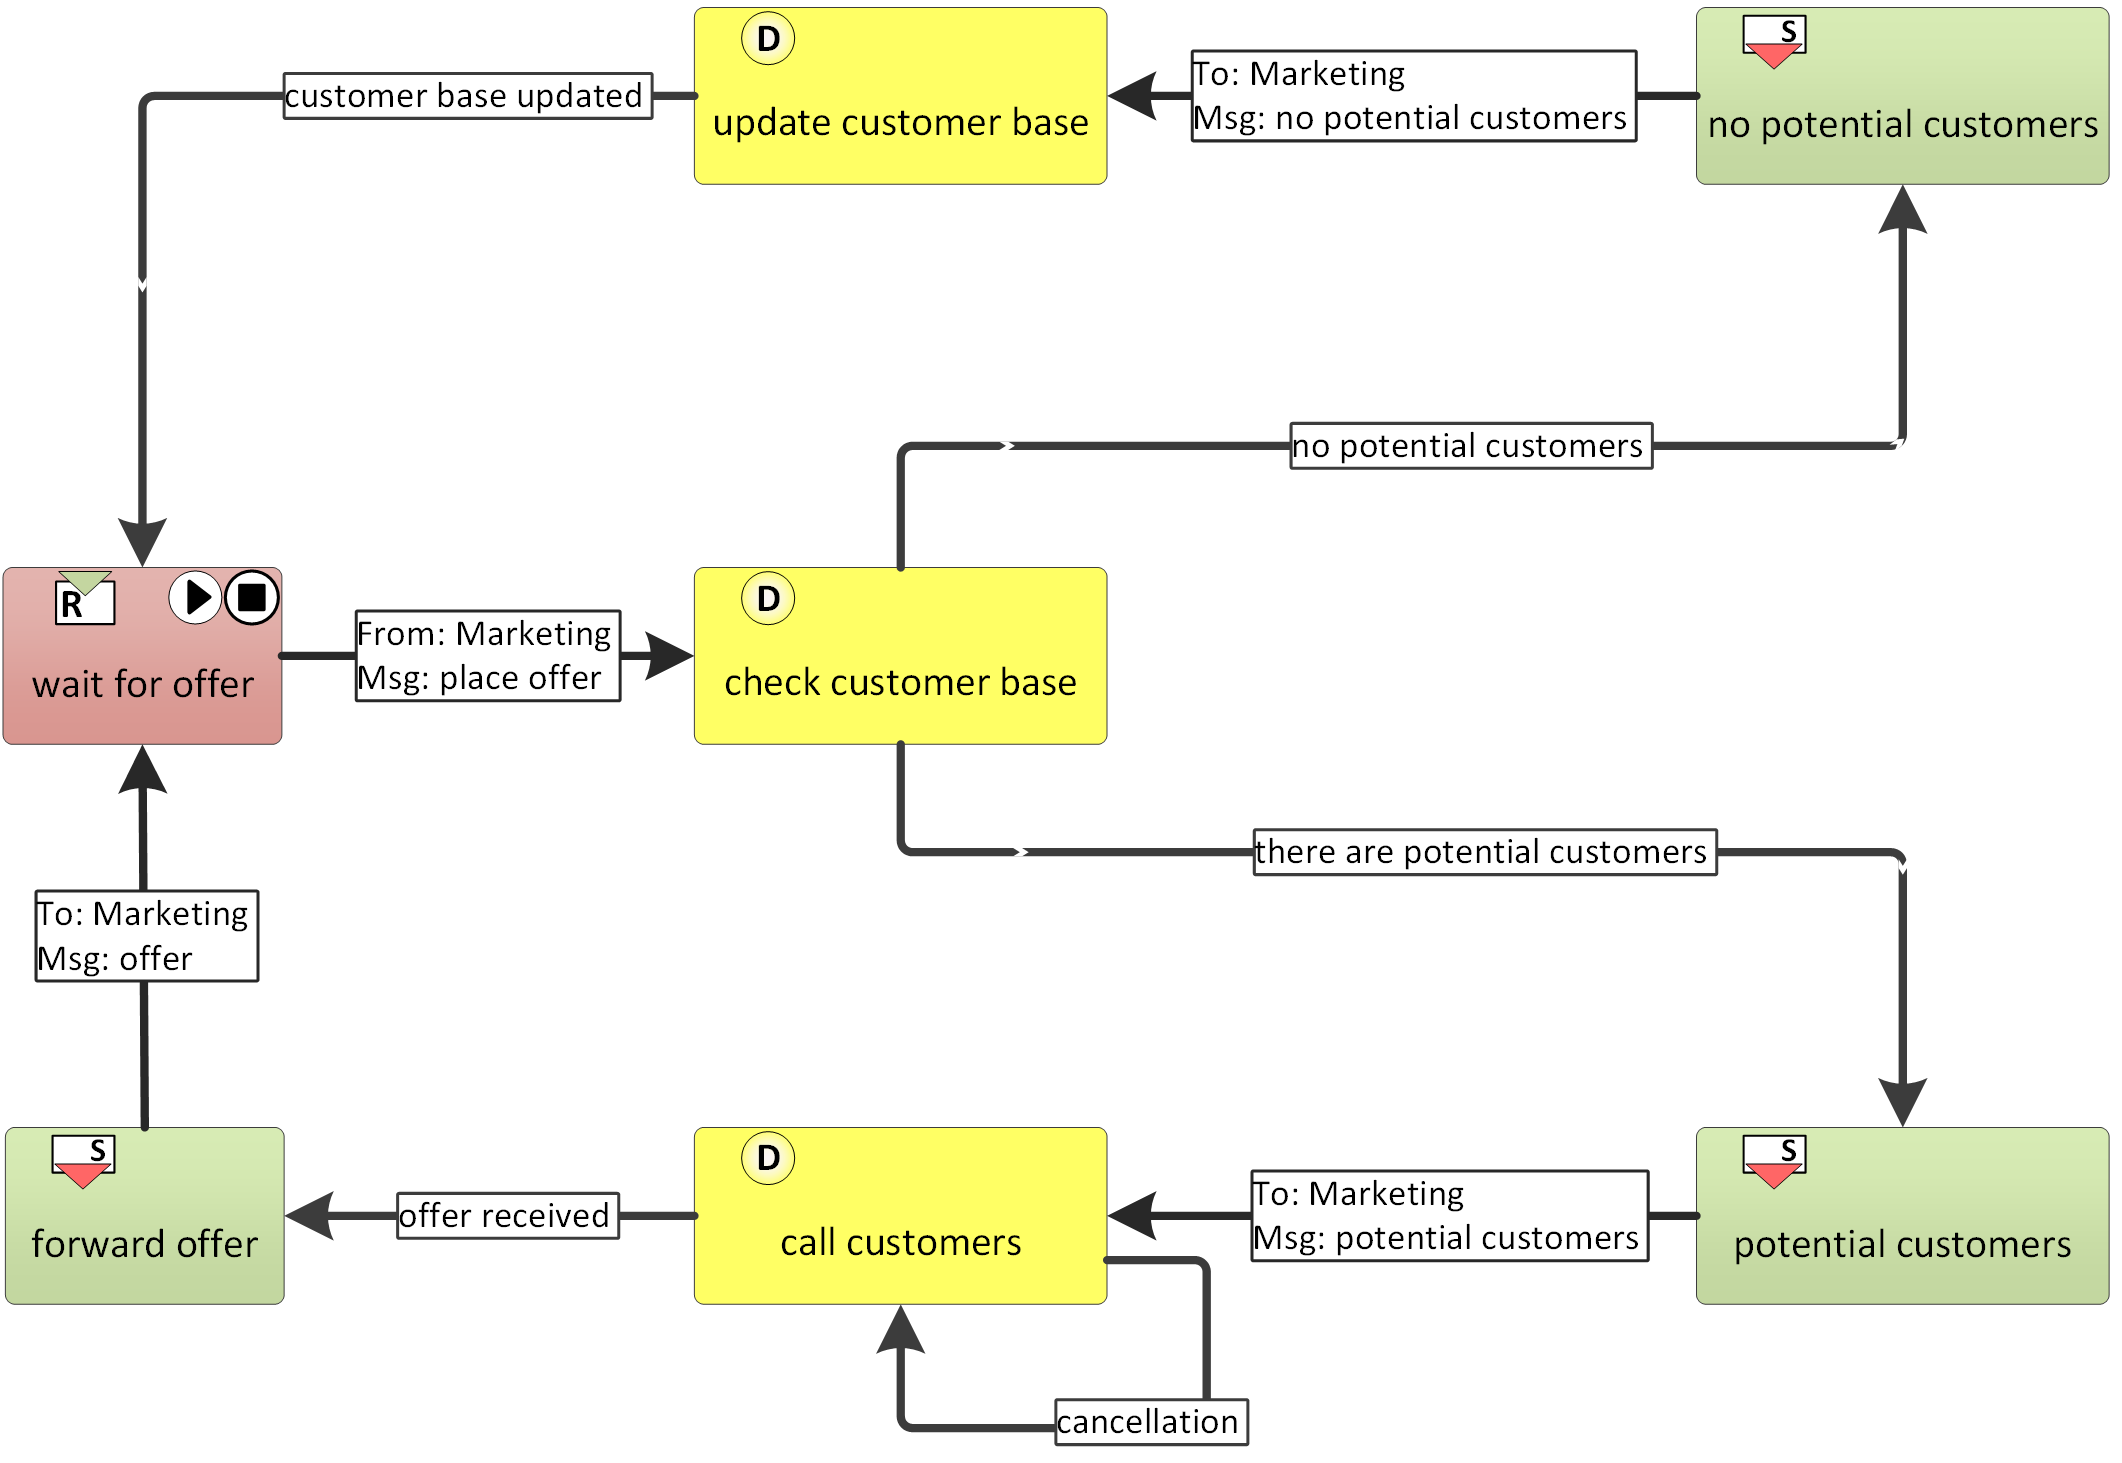 D
update customer base
S
no potential customers
To: Marketing
Msg: no potential customers
customer base updated
no potential customers
R
wait for offer
From: Marketing
Msg: place offer
D
check customer base
there are potential customers
To: Marketing
Msg: offer
S
forward offer
offer received
D
call customers
To: Marketing
Msg: potential customers
S
potential customers
cancellation